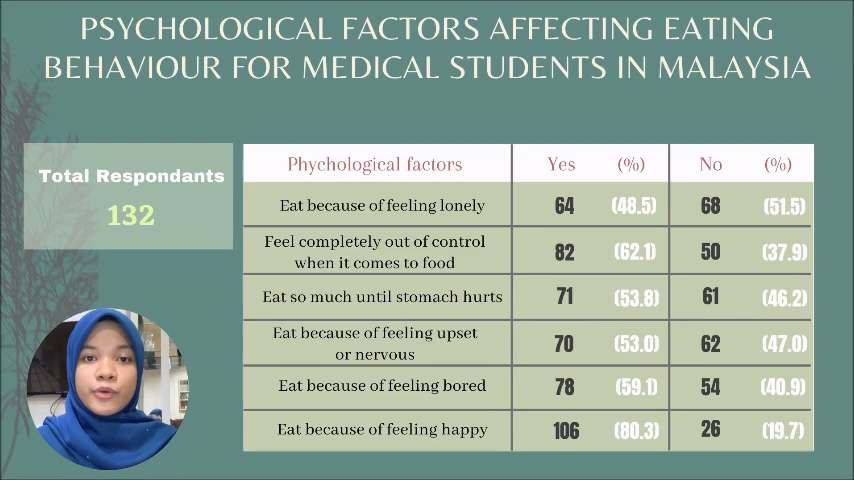 PSYCHOLOGICAL FACTORS AFFECTING EATING
BEHAVIOUR FOR MEDICAL STUDENTS IN MALAYSIA
Total Respondants
132
Phychological factors Yes (%) No (%)
Eat because of feeling lonely 64 (48.5) 68 (51.5)
Feel completely out of control
when it comes to food 82 (62.1) 50 (37.9)
Eat so much until stomach hurts 71 (53.8) 61 (46.2)
Eat because of feeling upset
or nervous 70 (53.0) 62 (47.0)
Eat because of feeling bored 78 (59.1) 54 (40.9)
Eat because of feeling happy 106 (80.3) 26 (19.7)